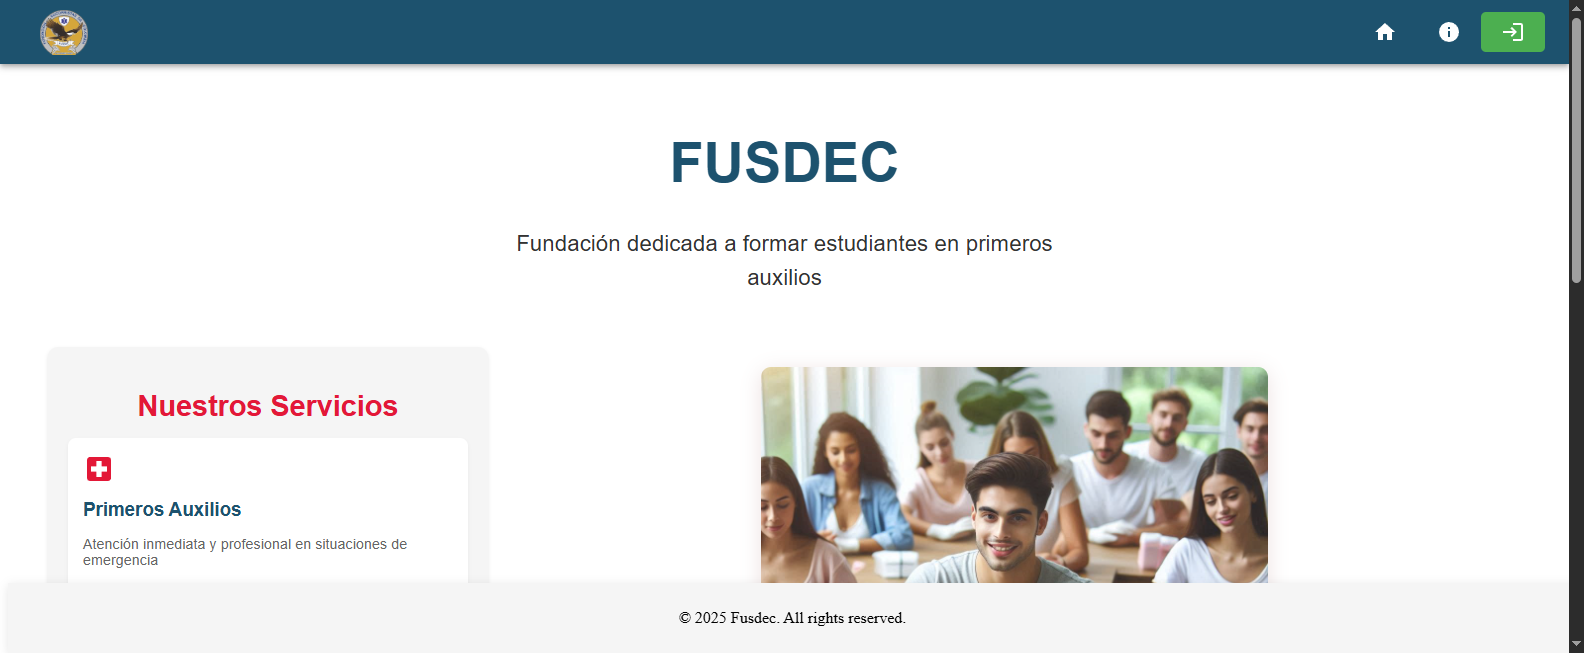 FUSDEC
Fundación dedicada a formar estudiantes en primeros
auxilios
Nuestros Servicios
Primeros Auxilios
Atención inmediata y profesional en situaciones de
emergencia
© 2025 Fusdec. All rights reserved.